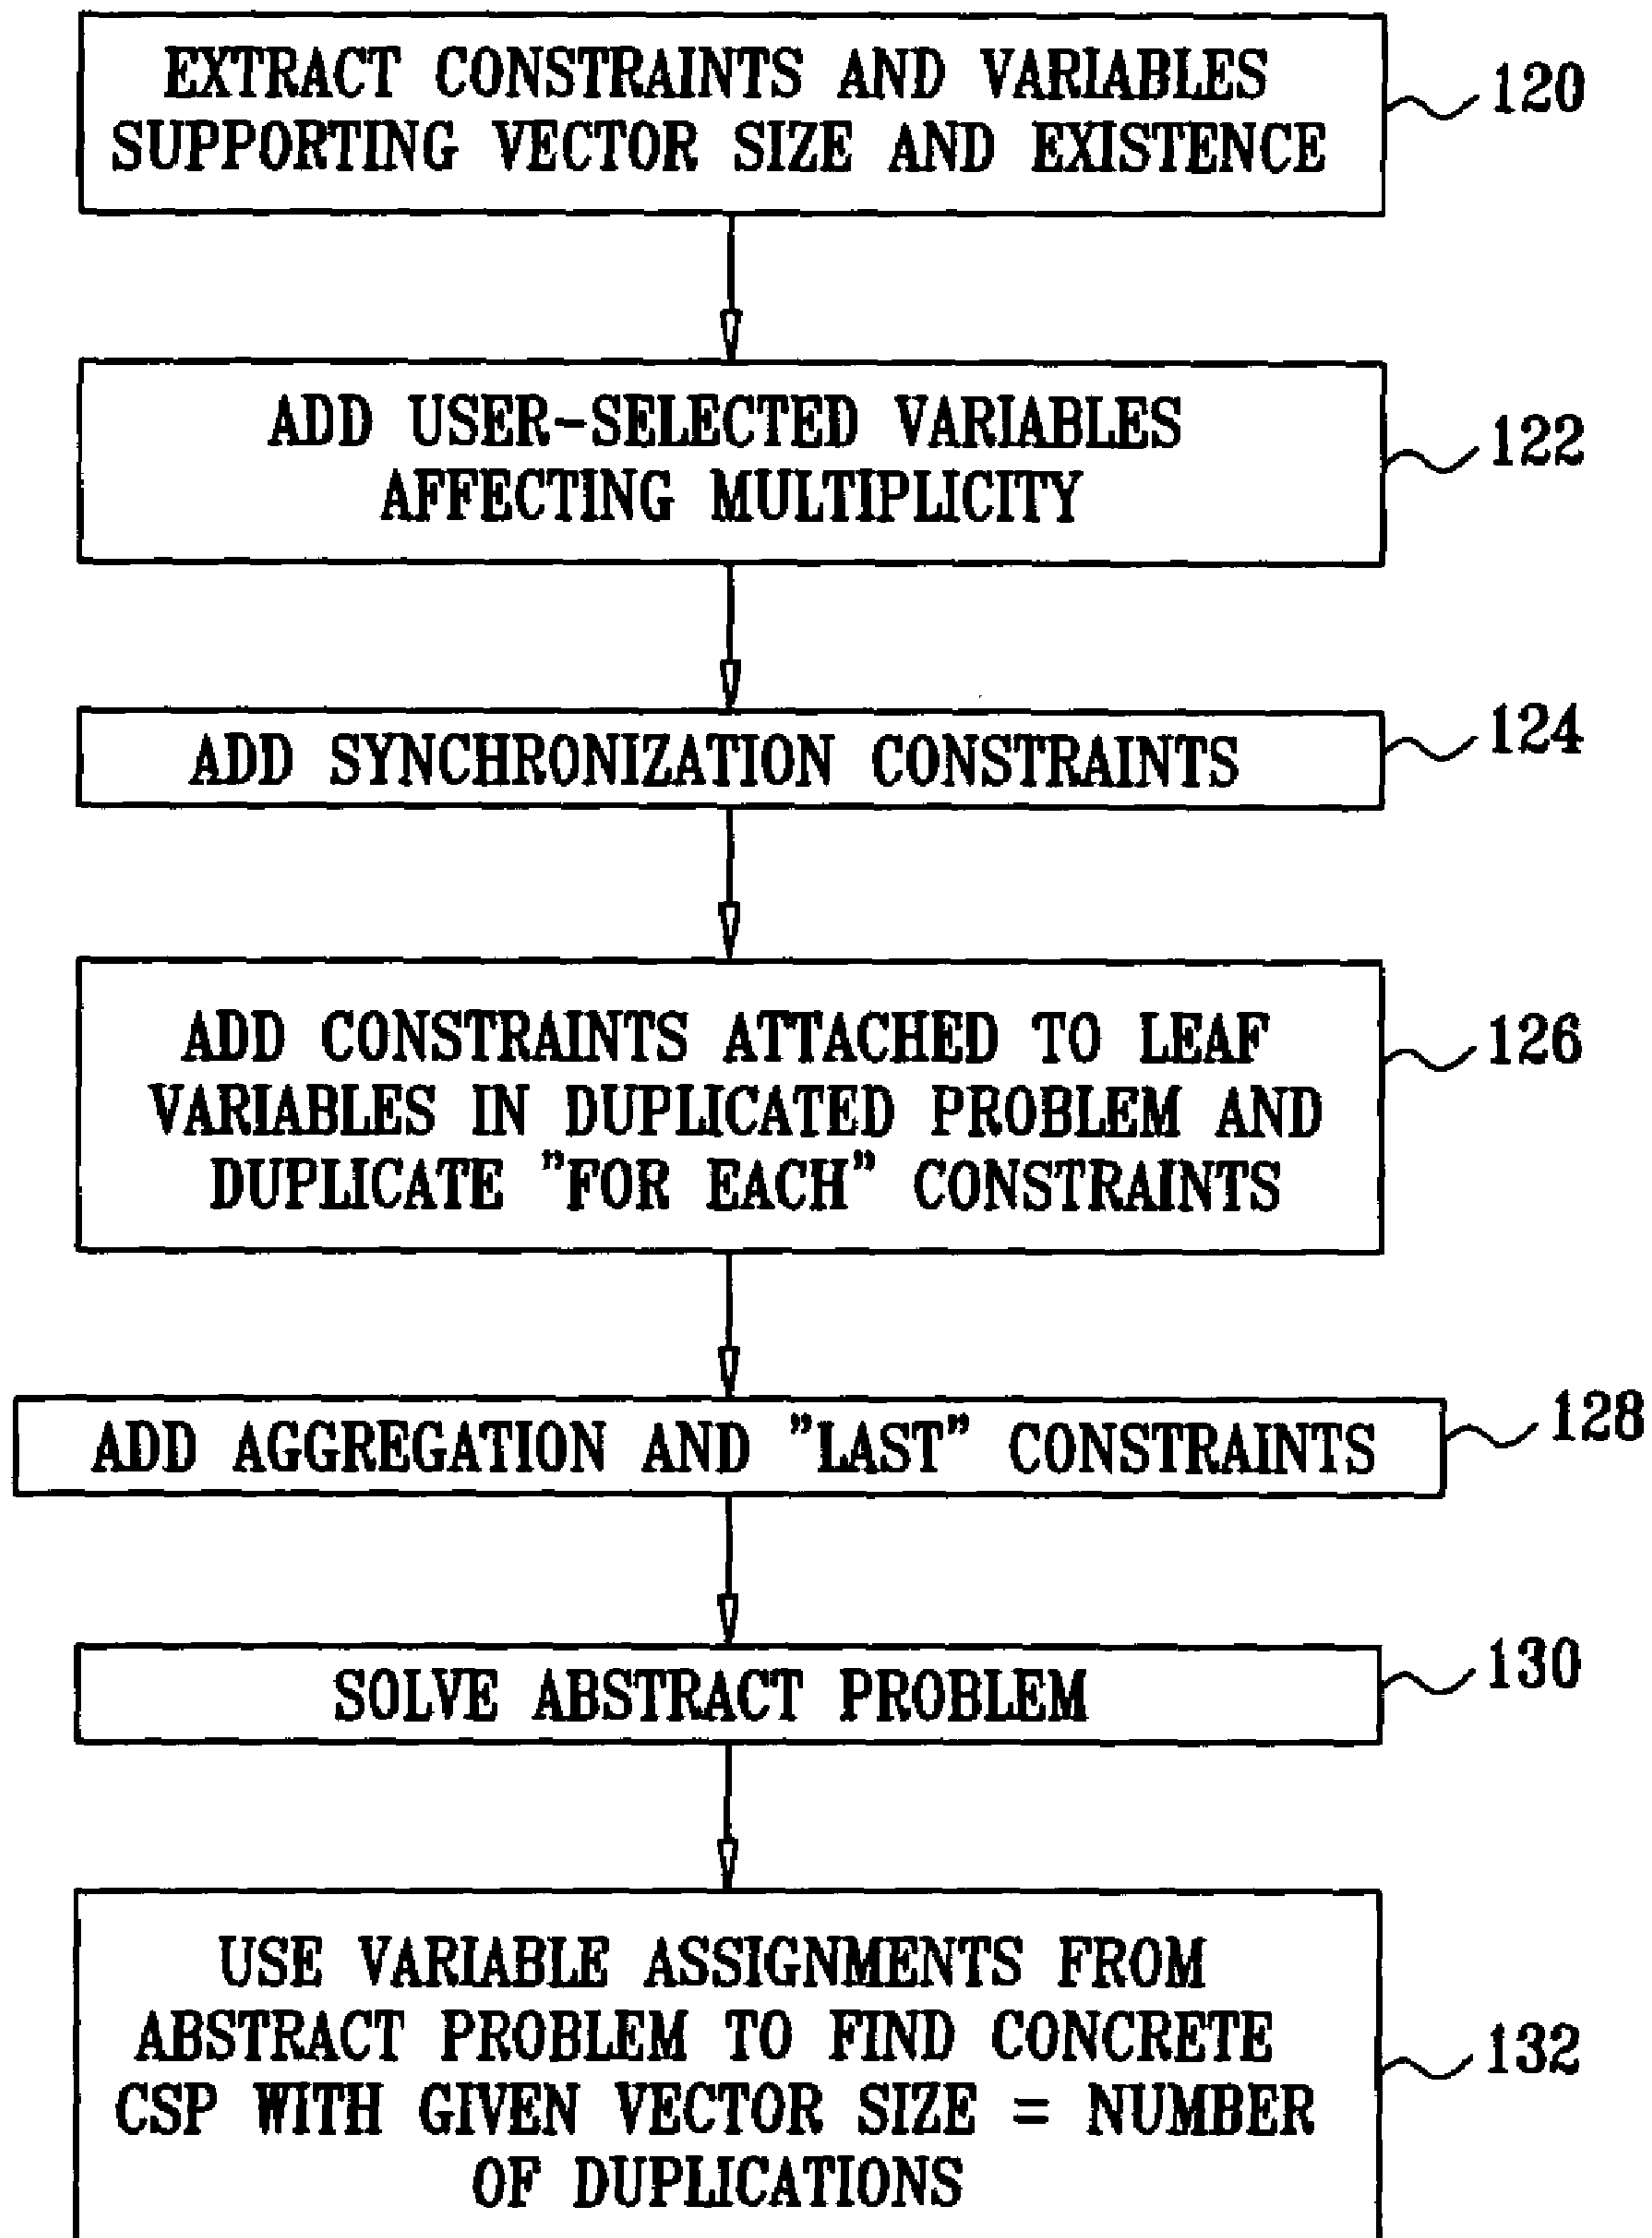 EXTRACT CONSTRAINTS AND VARIABLES
SUPPORTING VECTOR SIZE AND EXISTENCE
120
ADD USER-SELECTED VARIABLES
AFFECTING MULTIPLICITY
122
ADD SYNCHRONIZATION CONSTRAINTS
124
ADD CONSTRAINTS ATTACHED TO LEAF
VARIABLES IN DUPLICATED PROBLEM AND
DUPLICATE "FOR EACH" CONSTRAINTS
126
ADD AGGREGATION AND "LAST" CONSTRAINTS
128
SOLVE ABSTRACT PROBLEM
130
USE VARIABLE ASSIGNMENTS FROM
ABSTRACT PROBLEM TO FIND CONCRETE
CSP WITH GIVEN VECTOR SIZE = NUMBER
OF DUPLICATIONS
132